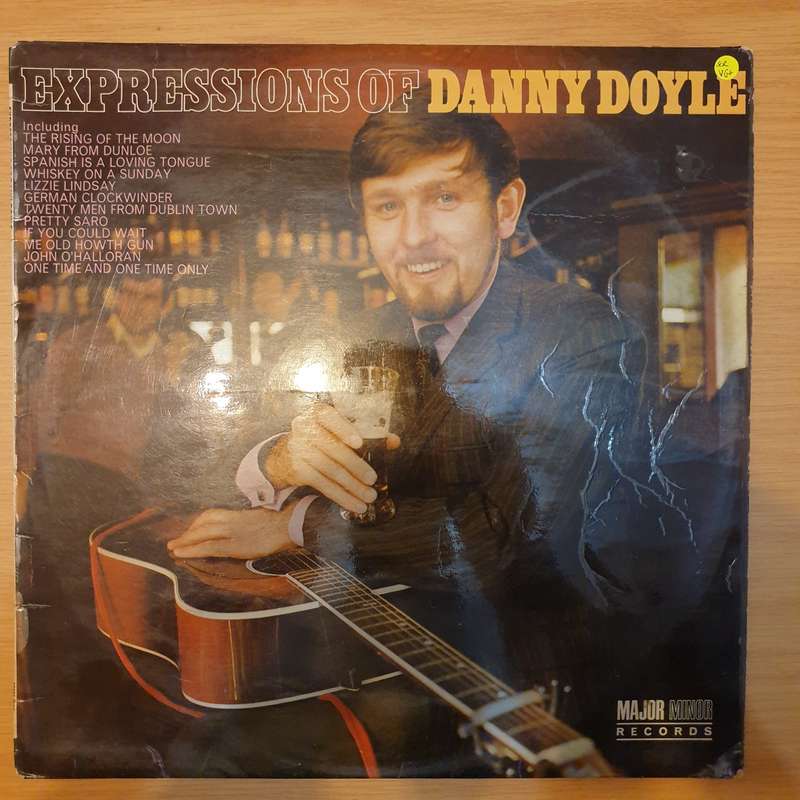 EXPRESSIONS OF DANNY DOYLE
Including
THE RISING OF THE MOON
MARY FROM DUNLOE
SPANISH IS A LOVING TONGUE
WHISKEY ON A SUNDAY
LIZZIE LINDSAY
GERMAN CLOCKWINDER
TWENTY MEN FROM DUBLIN TOWN
PRETTY SARO
IF YOU COULD WAIT
ME OLD HOWTH GUN
JOHN O'HALLORAN
ONE TIME AND ONE TIME ONLY
VG+
MAJOR MINOR
RECORDS